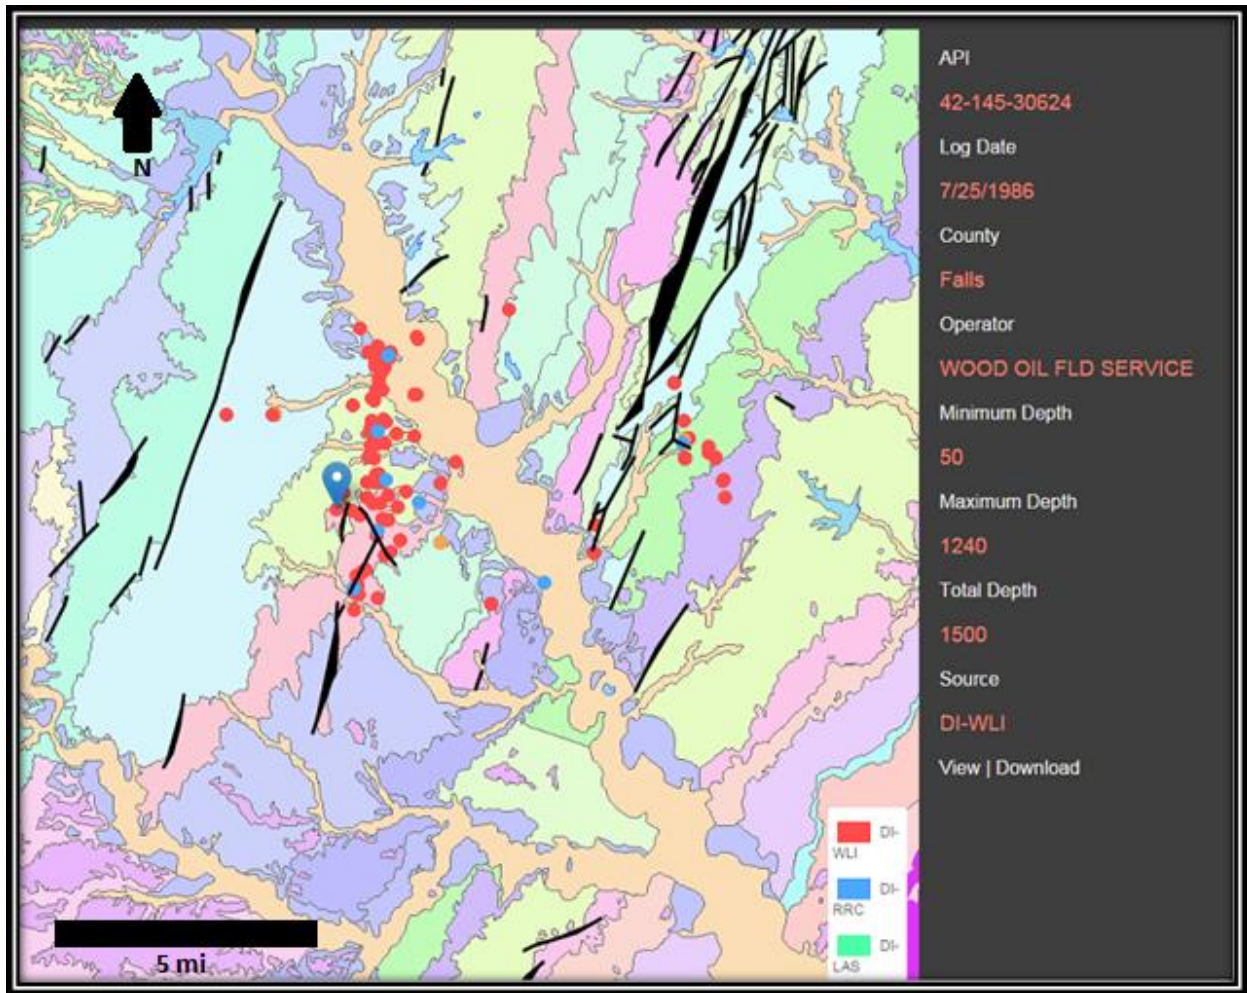 N
5 mi
DI-
WLI
DI-
RRC
DI-
LAS
API
42-145-30624
Log Date
7/25/1986
County
Falls
Operator
WOOD OIL FLD SERVICE
Minimum Depth
50
Maximum Depth
1240
Total Depth
1500
Source
DI-WLI
View | Download